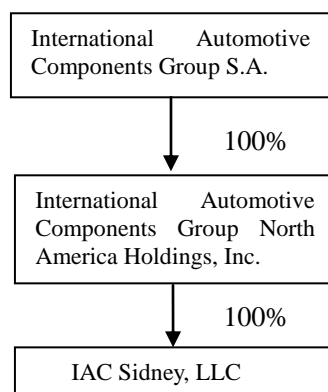 International Automotive
Components Group S.A.
100%
International Automotive
Components Group North
America Holdings, Inc.
100%
IAC Sidney, LLC